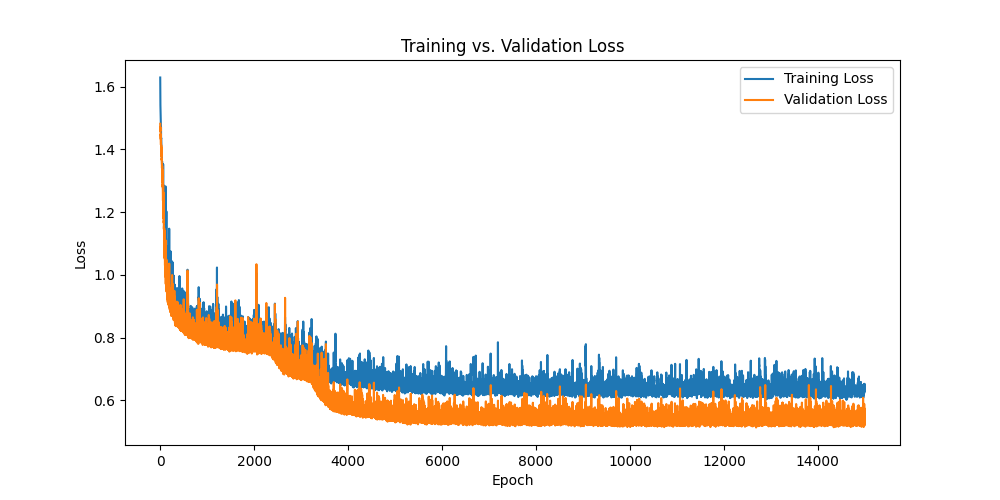 Training vs. Validation Loss
Training Loss
Validation Loss
1.6
1.4
1.2
1.0
0.8
0.6
Loss
0
2000
4000
6000
8000
10000
12000
14000
Epoch